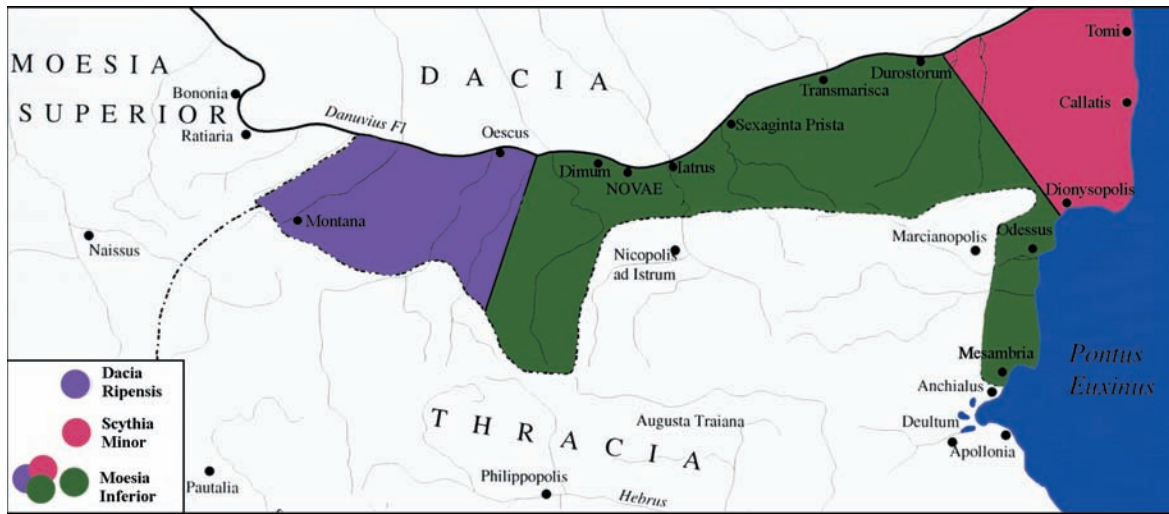 MOESIA
SUPERIOR
DACIA
Bononia
Ratiaria
Danuvius Fl
Oescus
Dimum
NOVAE
Iatrus
Sexaginta Prista
Transmarisca
Durostorum
Tomi
Callatis
Dionysopolis
Montana
Naissus
Nicopolis
ad Istrum
Marcianopolis
Odessus
Mesambria
Anchialus
Deultum
Apollonia
Pontus
Euxinus
THRACIA
Augusta Traiana
Philippopolis
Hebrus
Pautalia
Dacia
Ripensis
Scythia
Minor
Moesia
Inferior